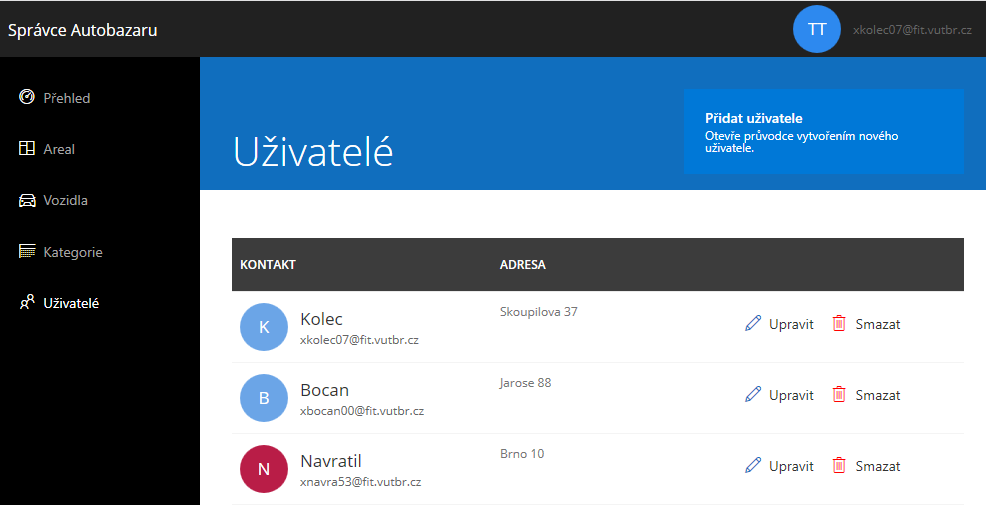 Správce Autobazaru
TT
xkolec07@fit.vutbr.cz
Přehled
Areal
Vozidla
Kategorie
Uživatelé
Uživatelé
Přidat uživatele
Otevře průvodce vytvořením nového
uživatele.
KONTAKT ADRESA
K
Kolec
xkolec07@fit.vutbr.cz
Skoupilova 37
Upravit Smazat
B
Bocan
xbocan00@fit.vutbr.cz
Jarose 88
Upravit Smazat
N
Navratil
xnavra53@fit.vutbr.cz
Brno 10
Upravit Smazat